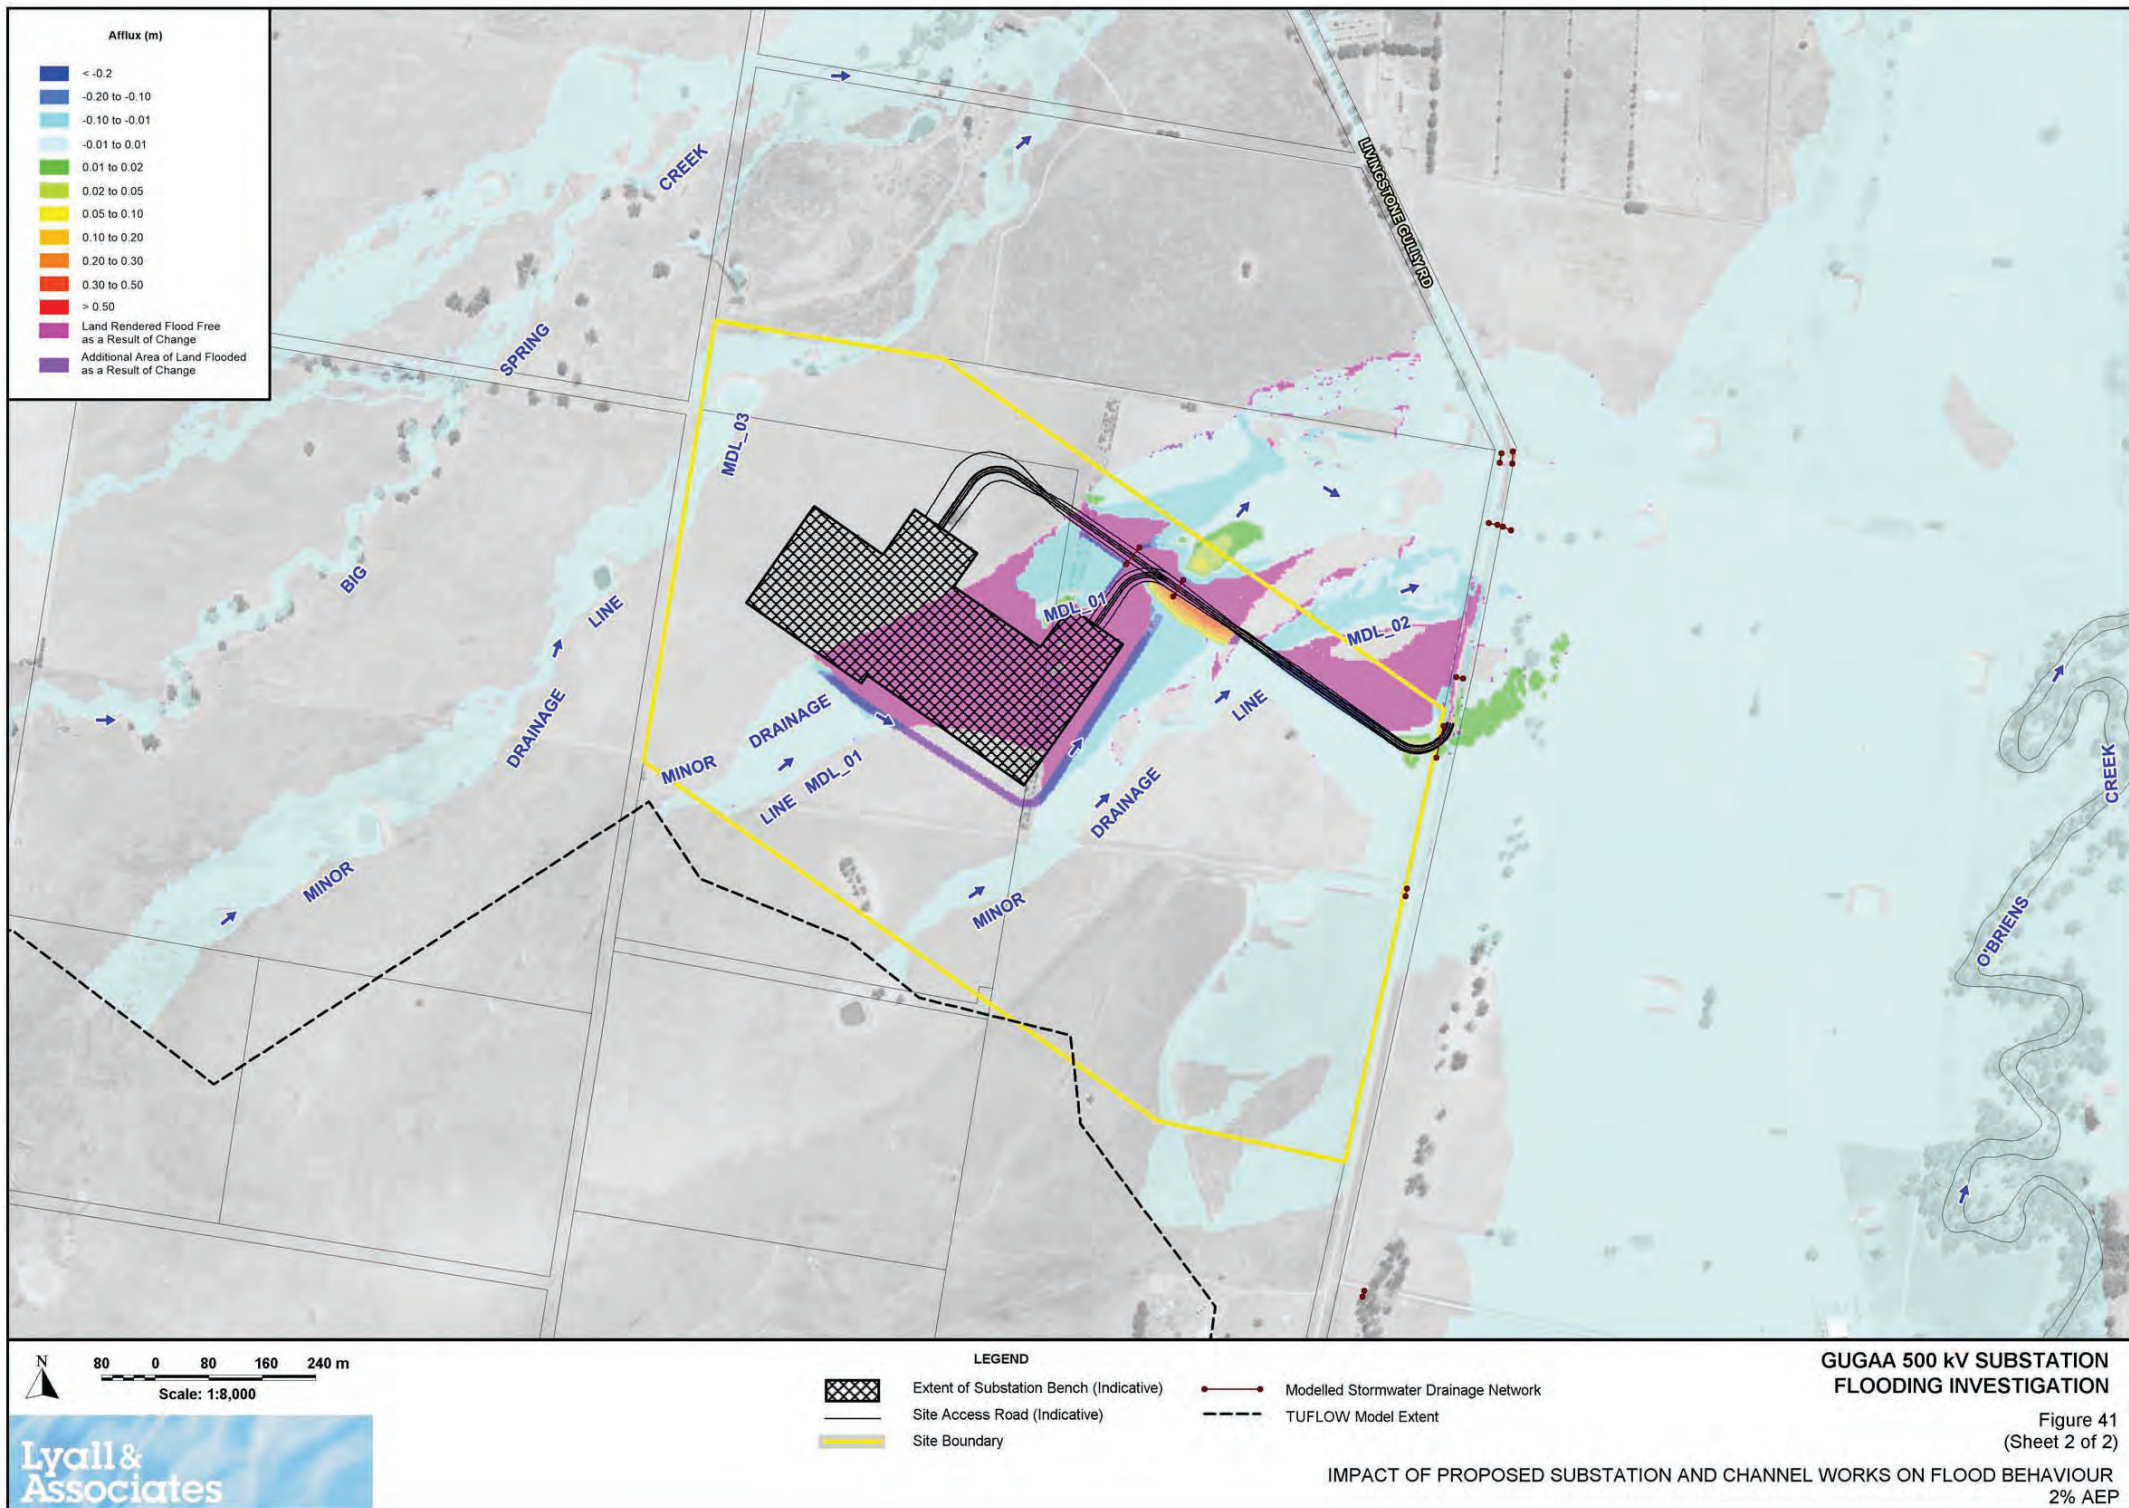 Afflux (m)
< -0.2
-0.20 to -0.10
-0.10 to -0.01
-0.01 to 0.01
0.01 to 0.02
0.02 to 0.05
0.05 to 0.10
0.10 to 0.20
0.20 to 0.30
0.30 to 0.50
> 0.50
Land Rendered Flood Free
as a Result of Change
Additional Area of Land Flooded
as a Result of Change
CREEK
SPRING
BIG
LIVINGSTONE GULLY RD
MDL_03
LINE
DRAINAGE
MINOR
MINOR
DRAINAGE
LINE
MDL_01
MDL_01
MDL_02
LINE
DRAINAGE
MINOR
CREEK
O'BRIENS
N
80 0 80 160 240 m
Scale: 1:8,000
Lyall &
Associates
LEGEND
Extent of Substation Bench (Indicative)
Site Access Road (Indicative)
Site Boundary
Modelled Stormwater Drainage Network
TUFLOW Model Extent
GUGAA 500 kV SUBSTATION
FLOODING INVESTIGATION
Figure 41
(Sheet 2 of 2)
IMPACT OF PROPOSED SUBSTATION AND CHANNEL WORKS ON FLOOD BEHAVIOUR
2% AEP